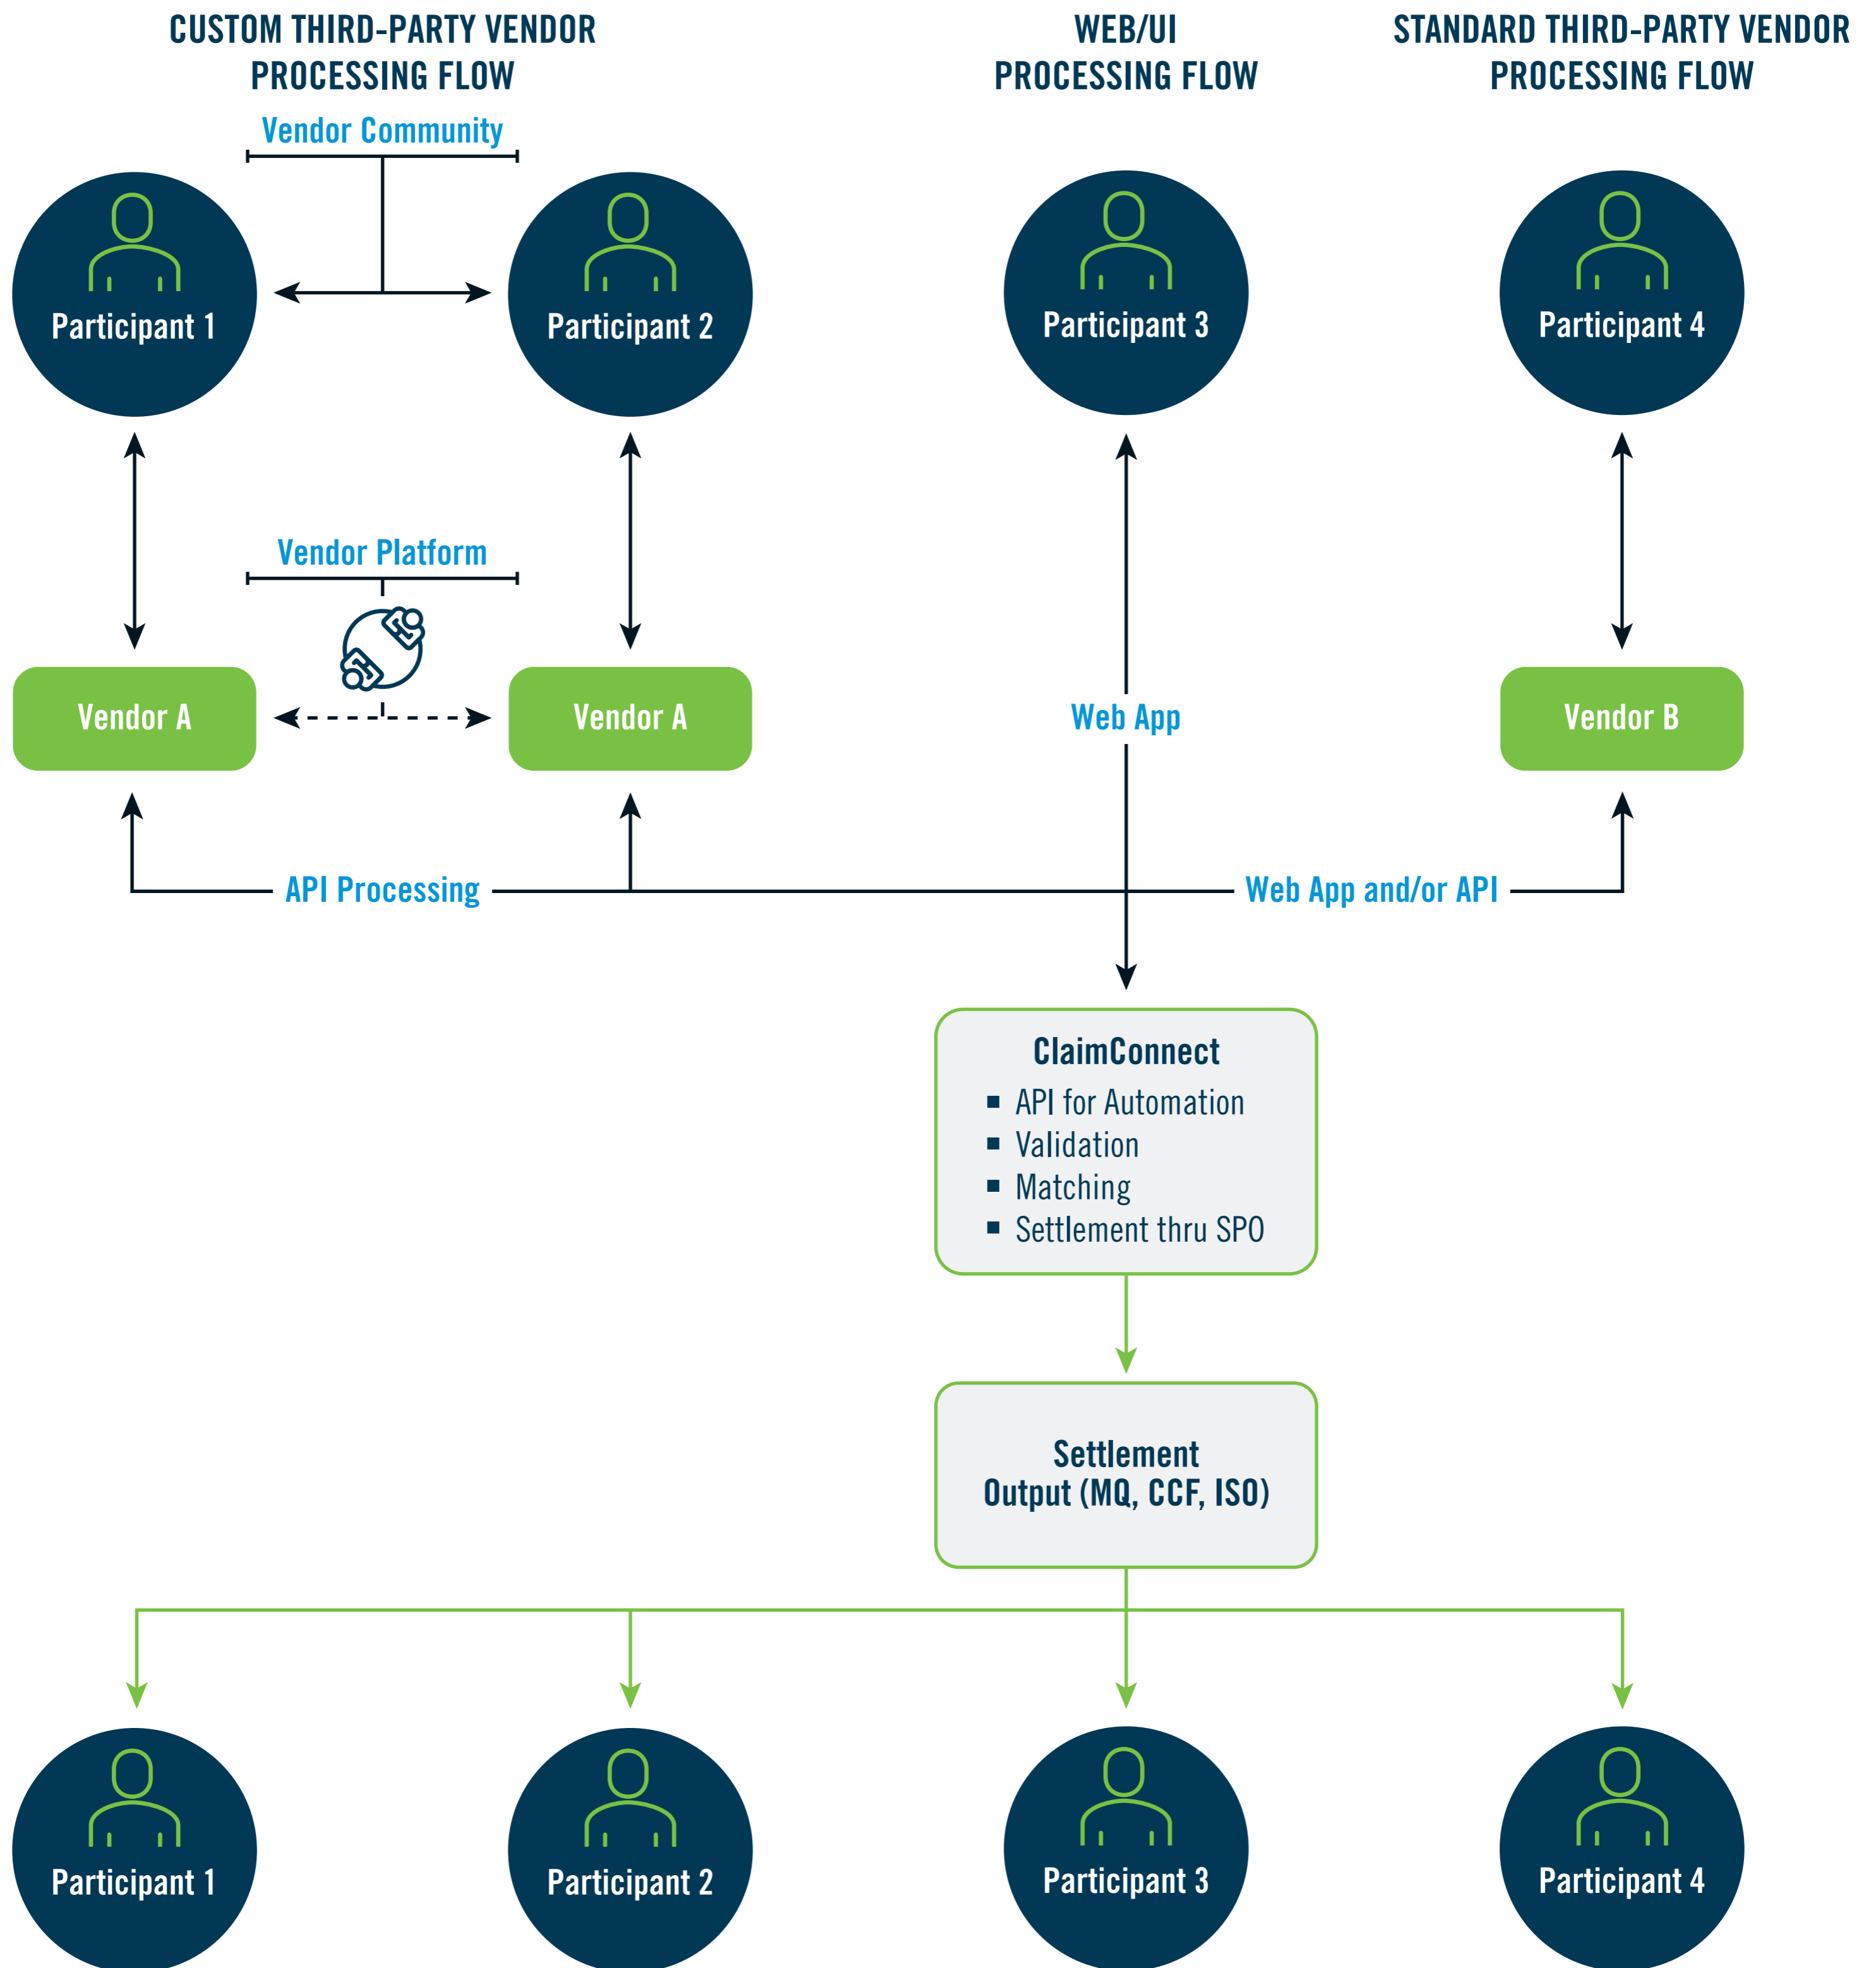 CUSTOM THIRD-PARTY VENDOR
PROCESSING FLOW
WEB/UI
PROCESSING FLOW
STANDARD THIRD-PARTY VENDOR
PROCESSING FLOW
Vendor Community
Participant 1
Participant 2
Participant 3
Participant 4
Vendor Platform
Vendor A
Vendor A
Web App
Vendor B
API Processing
Web App and/or API
ClaimConnect
▪ API for Automation
▪ Validation
▪ Matching
▪ Settlement thru SPO
Settlement
Output (MQ, CCF, ISO)
Participant 1
Participant 2
Participant 3
Participant 4